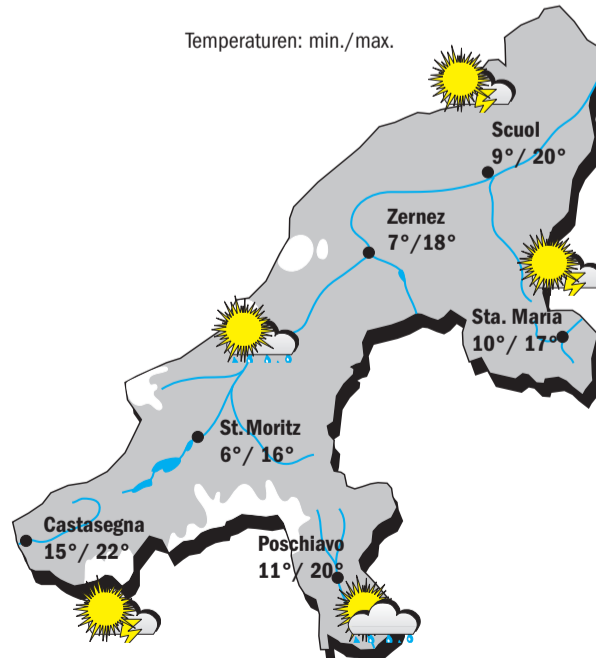 Temperaturen: min./max.
Scuol
9°/ 20°
Zernez
7°/18°
Sta. Maria
10°/ 17°
St. Moritz
6°/ 16°
Castasegna
15°/ 22°
Poschiavo
11°/ 20°